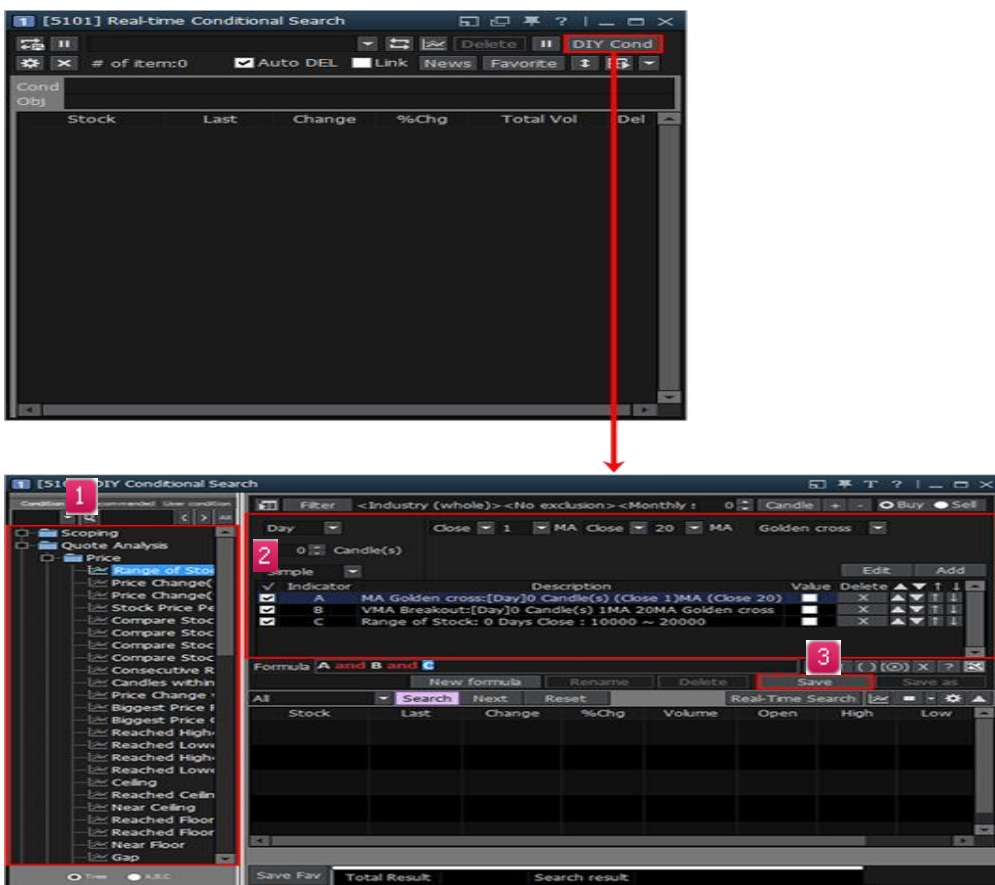 1 [5101] Real-time Conditional Search
Delete DIY Cond
# of item:0 Auto DEL Link News Favorite
Cond
Obj
Stock Last Change %Chg Total Vol Del
DIY Conditional Search
1
User condition
Filter <Industry (whole)> <No exclusion> <Monthly : 0 Candle + - Buy Sell
All
Scoping
Quote Analysis
Price
Range of Stoc
Price Change(
Price Change(
Stock Price Pe
Compare Stoc
Compare Stoc
Compare Stoc
Compare Stoc
Consecutive R
Candles within
Price Change
Biggest Price
Biggest Price
Reached High
Reached Lowe
Reached High
Reached Lowe
Ceiling
Reached Ceilin
Near Ceiling
Reached Floor
Reached Floor
Near Floor
Gap
Tree A,B,C
Day Close 1 MA Close 20 MA Golden cross
2
0 Candle(s)
Simple Edit Add
Indicator Description Value Delete
A MA Golden cross:[Day]0 Candle(s) (Close 1)MA (Close 20)
B VMA Breakout:[Day]0 Candle(s) 1MA 20MA Golden cross
C Range of Stock: 0 Days Close : 10000 ~ 20000
3
Formula A and B and C
New formula Rename Delete Save Save as
All Search Next Reset Real-Time Search
Stock Last Change %Chg Volume Open High Low
Save Fav Total Result Search result